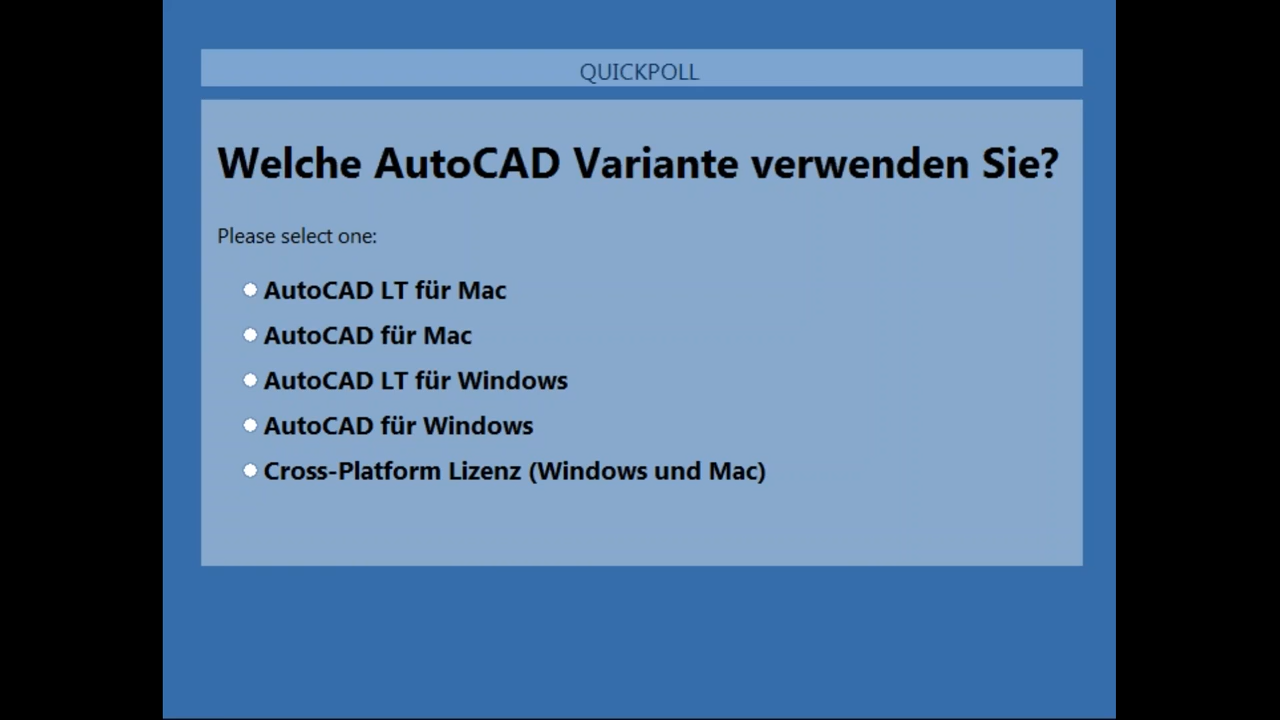 QUICKPOLL
Welche AutoCAD Variante verwenden Sie?
Please select one:
AutoCAD LT für Mac
AutoCAD für Mac
AutoCAD LT für Windows
AutoCAD für Windows
Cross-Platform Lizenz (Windows und Mac)